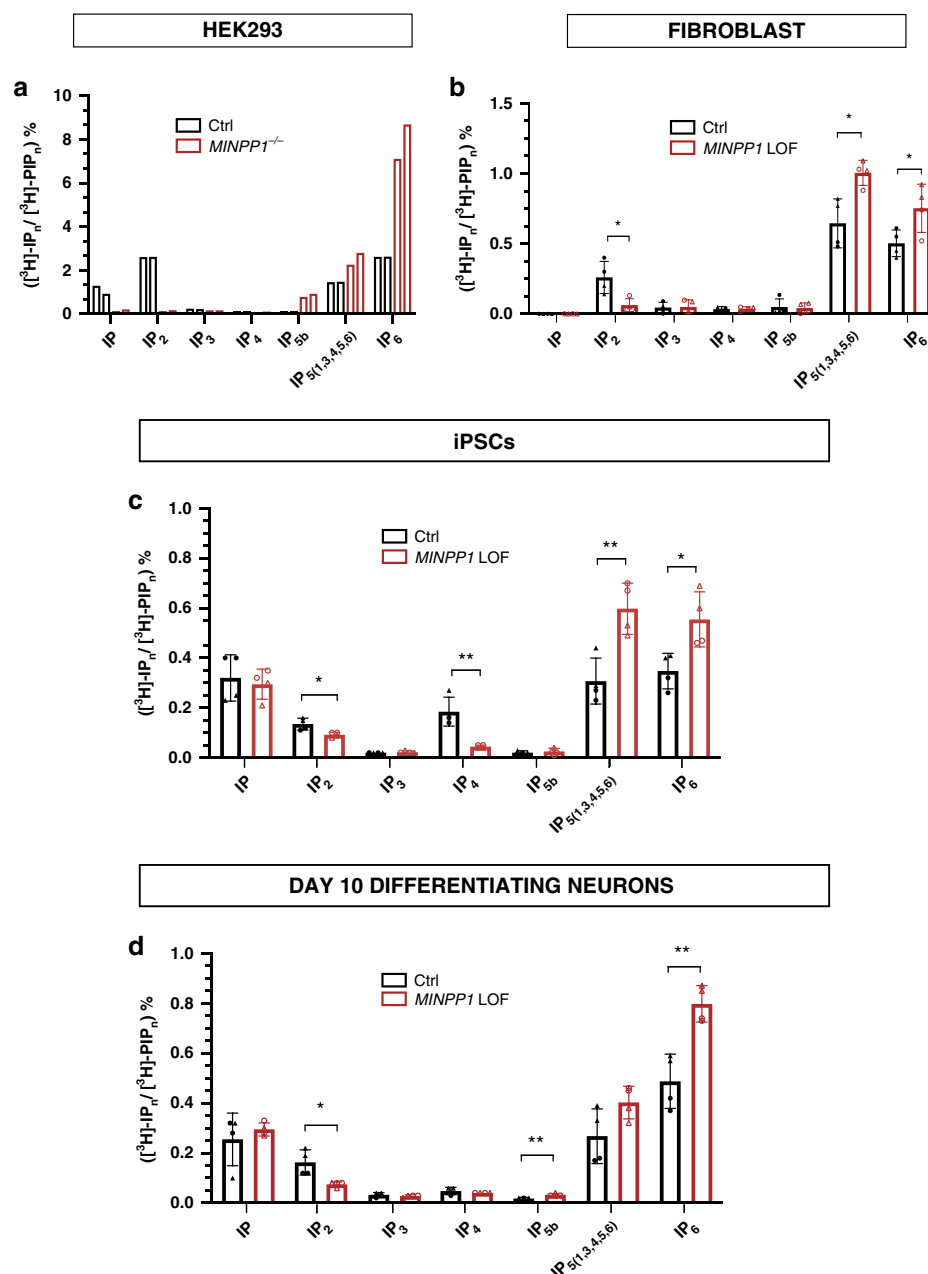 HEK293
FIBROBLAST
a
([³H]-IPₙ/ [³H]-PIPₙ) %
10
8
6
4
2
0
Ctrl
MINPP1⁻/⁻
IP
IP₂
IP₃
IP₄
IP₅b
IP₅(1,3,4,5,6)
IP₆
b
([³H]-IPₙ/ [³H]-PIPₙ) %
1.5
1.0
0.5
0.0
Ctrl
MINPP1 LOF
*
*
*
IP
IP₂
IP₃
IP₄
IP₅b
IP₅(1,3,4,5,6)
IP₆
iPSCs
c
([³H]-IPₙ/ [³H]-PIPₙ) %
1.0
0.8
0.6
0.4
0.2
0.0
Ctrl
MINPP1 LOF
*
**
**
*
IP
IP₂
IP₃
IP₄
IP₅b
IP₅(1,3,4,5,6)
IP₆
DAY 10 DIFFERENTIATING NEURONS
d
([³H]-IPₙ/ [³H]-PIPₙ) %
1.0
0.8
0.6
0.4
0.2
0.0
Ctrl
MINPP1 LOF
*
**
**
IP
IP₂
IP₃
IP₄
IP₅b
IP₅(1,3,4,5,6)
IP₆